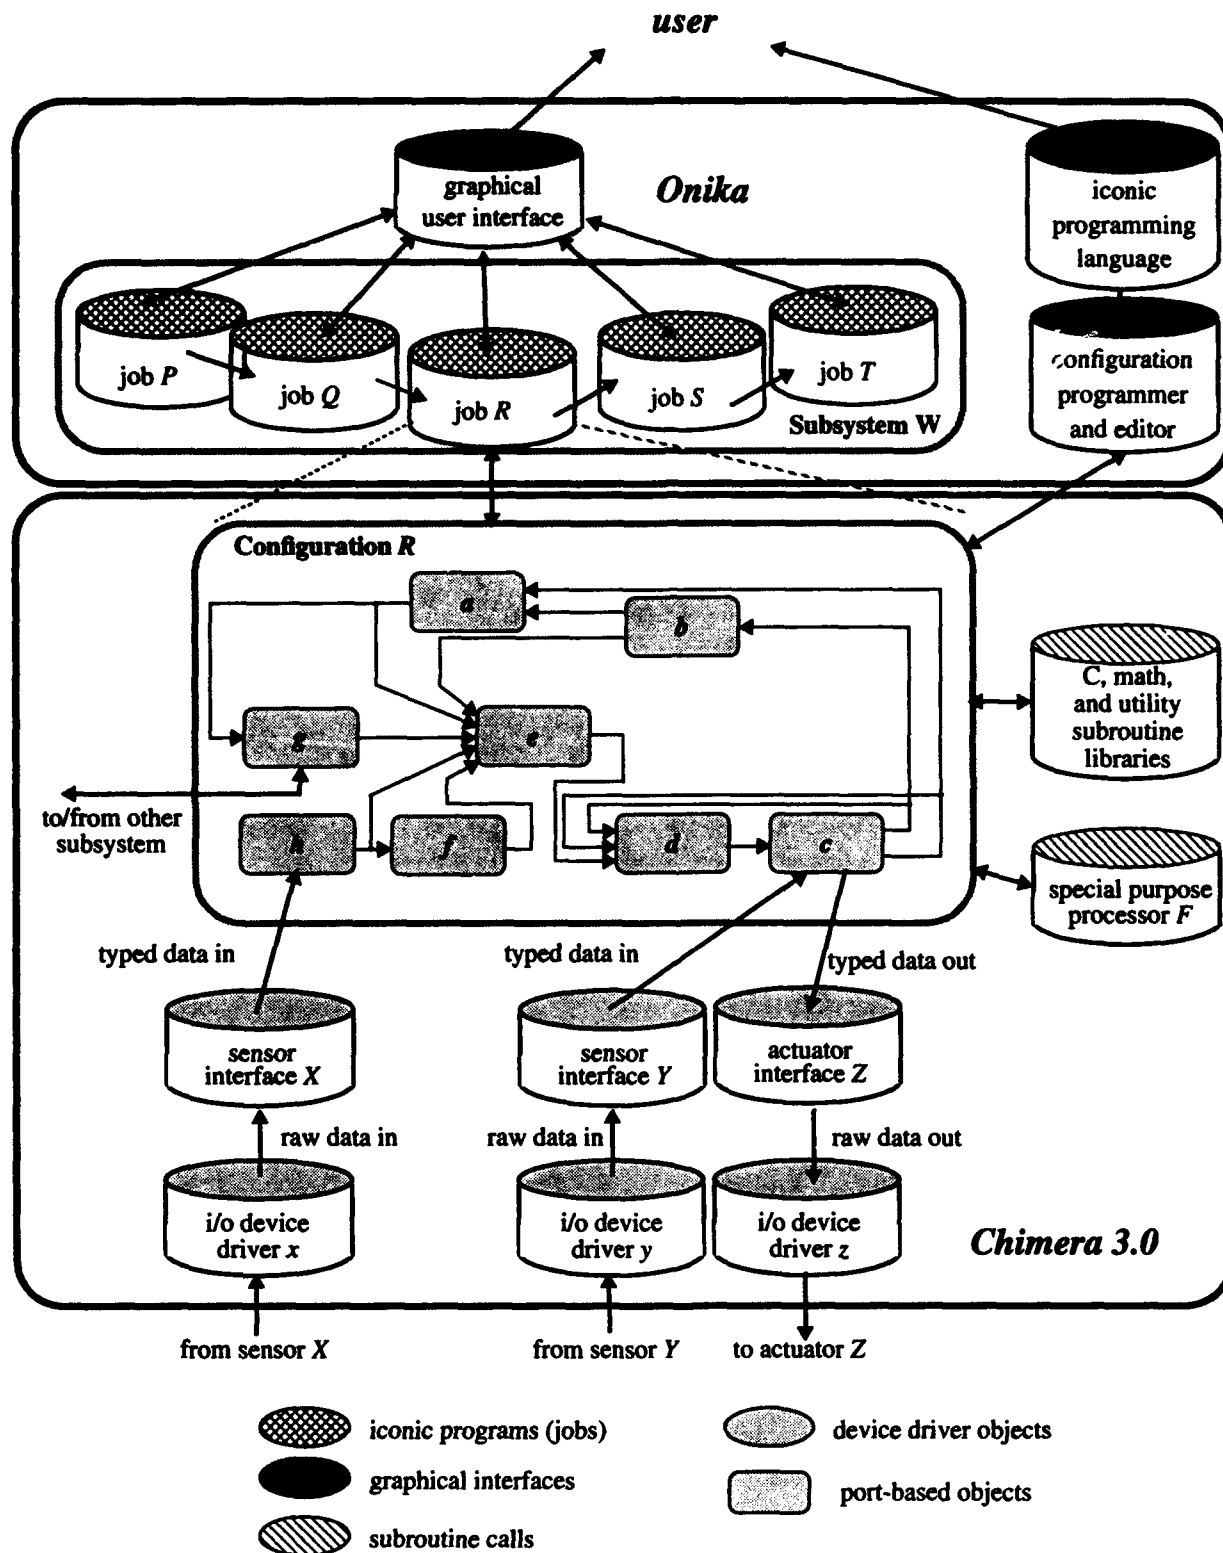 user
graphical
user interface
Onika
iconic
programming
language
configuration
programmer
and editor
job P
job Q
job R
job S
job T
Subsystem W
Configuration R
a
b
g
e
h
f
d
c
to/from other
subsystem
C, math,
and utility
subroutine
libraries
special purpose
processor F
typed data in
typed data in
typed data out
sensor
interface X
sensor
interface Y
actuator
interface Z
raw data in
raw data in
raw data out
i/o device
driver x
i/o device
driver y
i/o device
driver z
Chimera 3.0
from sensor X
from sensor Y
to actuator Z
iconic programs (jobs)
device driver objects
graphical interfaces
port-based objects
subroutine calls